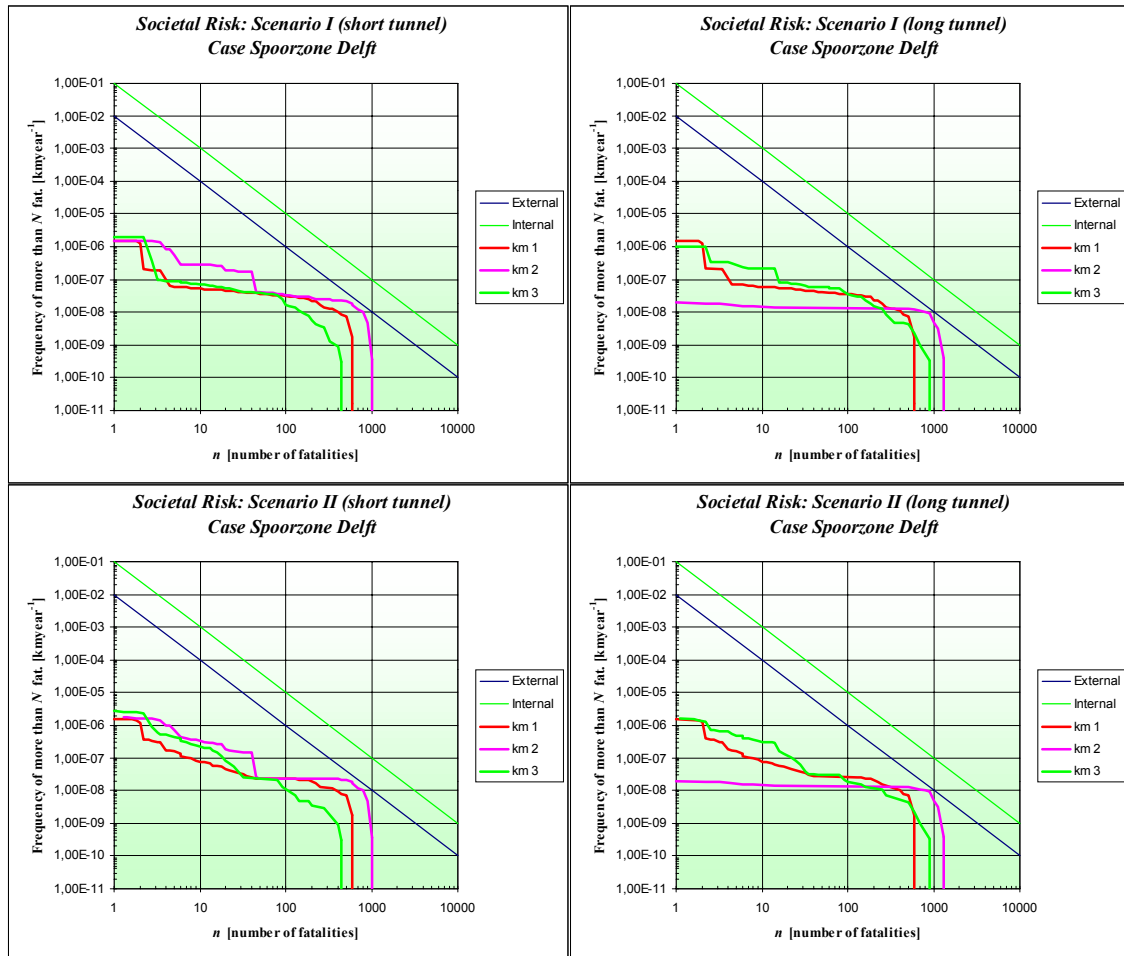 Societal Risk: Scenario I (short tunnel)
Case Spoorzone Delft
Frequency of more than N fat. [kmyear-1]
1,00E-01
1,00E-02
1,00E-03
1,00E-04
1,00E-05
1,00E-06
1,00E-07
1,00E-08
1,00E-09
1,00E-10
1,00E-11
1 10 100 1000 10000
n [number of fatalities]
External
Internal
km 1
km 2
km 3
Societal Risk: Scenario I (long tunnel)
Case Spoorzone Delft
Frequency of more than N fat. [kmyear-1]
1,00E-01
1,00E-02
1,00E-03
1,00E-04
1,00E-05
1,00E-06
1,00E-07
1,00E-08
1,00E-09
1,00E-10
1,00E-11
1 10 100 1000 10000
n [number of fatalities]
External
Internal
km 1
km 2
km 3
Societal Risk: Scenario II (short tunnel)
Case Spoorzone Delft
Frequency of more than N fat. [kmyear-1]
1,00E-01
1,00E-02
1,00E-03
1,00E-04
1,00E-05
1,00E-06
1,00E-07
1,00E-08
1,00E-09
1,00E-10
1,00E-11
1 10 100 1000 10000
n [number of fatalities]
External
Internal
km 1
km 2
km 3
Societal Risk: Scenario II (long tunnel)
Case Spoorzone Delft
Frequency of more than N fat. [kmyear-1]
1,00E-01
1,00E-02
1,00E-03
1,00E-04
1,00E-05
1,00E-06
1,00E-07
1,00E-08
1,00E-09
1,00E-10
1,00E-11
1 10 100 1000 10000
n [number of fatalities]
External
Internal
km 1
km 2
km 3